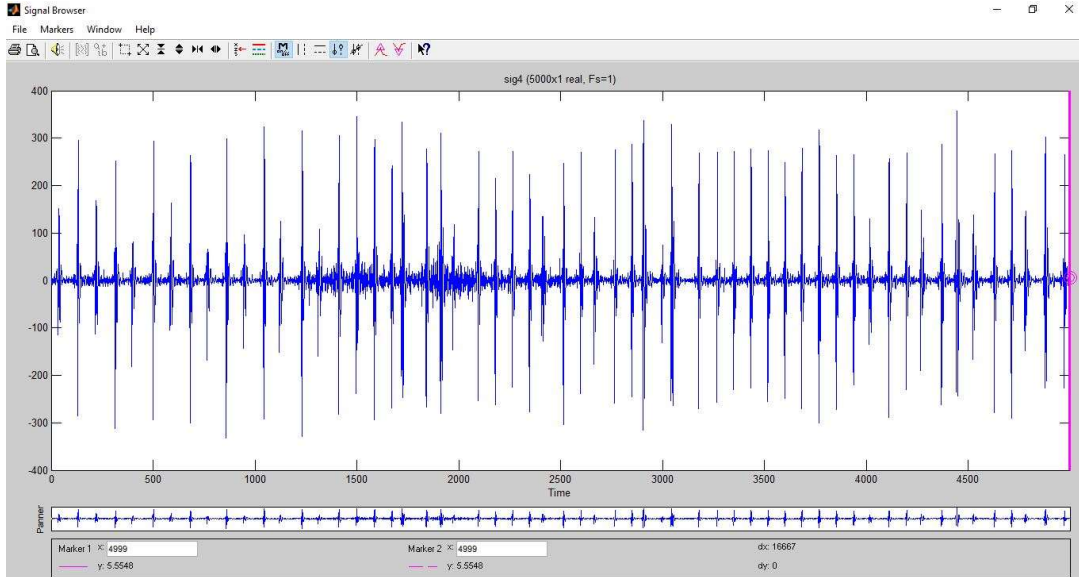 Signal Browser
File Markers Window Help
sig4 (5000x1 real, Fs=1)
400
300
200
100
0
-100
-200
-300
-400
0 500 1000 1500 2000 2500 3000 3500 4000 4500
Time
Panner
Marker 1 x: 4999 Marker 2 x: 4999 dx: 16667
y: 5.5548 y: 5.5548 dy: 0